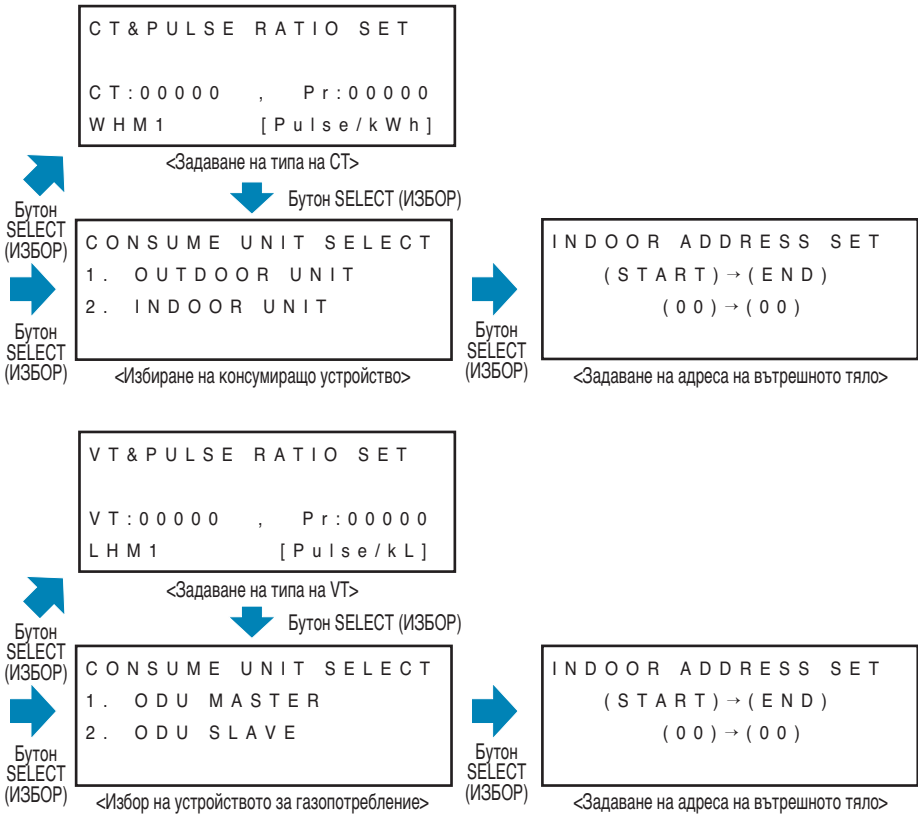 CT&PULSE RATIO SET
CT:00000 , Pr:00000
WHM1 [Pulse/kWh]
<Задаване на типа на CT>
Бутон SELECT (ИЗБОР)
Бутон
SELECT
(ИЗБОР)
CONSUME UNIT SELECT
1. OUTDOOR UNIT
2. INDOOR UNIT
Бутон
SELECT
(ИЗБОР)
<Избиране на консумиращо устройство>
Бутон
SELECT
(ИЗБОР)
INDOOR ADDRESS SET
(START)→(END)
(00)→(00)
<Задаване на адреса на вътрешното тяло>
VT&PULSE RATIO SET
VT:00000 , Pr:00000
LHM1 [Pulse/kL]
<Задаване на типа на VT>
Бутон SELECT (ИЗБОР)
Бутон
SELECT
(ИЗБОР)
CONSUME UNIT SELECT
1. ODU MASTER
2. ODU SLAVE
Бутон
SELECT
(ИЗБОР)
<Избор на устройството за газопотребление>
Бутон
SELECT
(ИЗБОР)
INDOOR ADDRESS SET
(START)→(END)
(00)→(00)
<Задаване на адреса на вътрешното тяло>